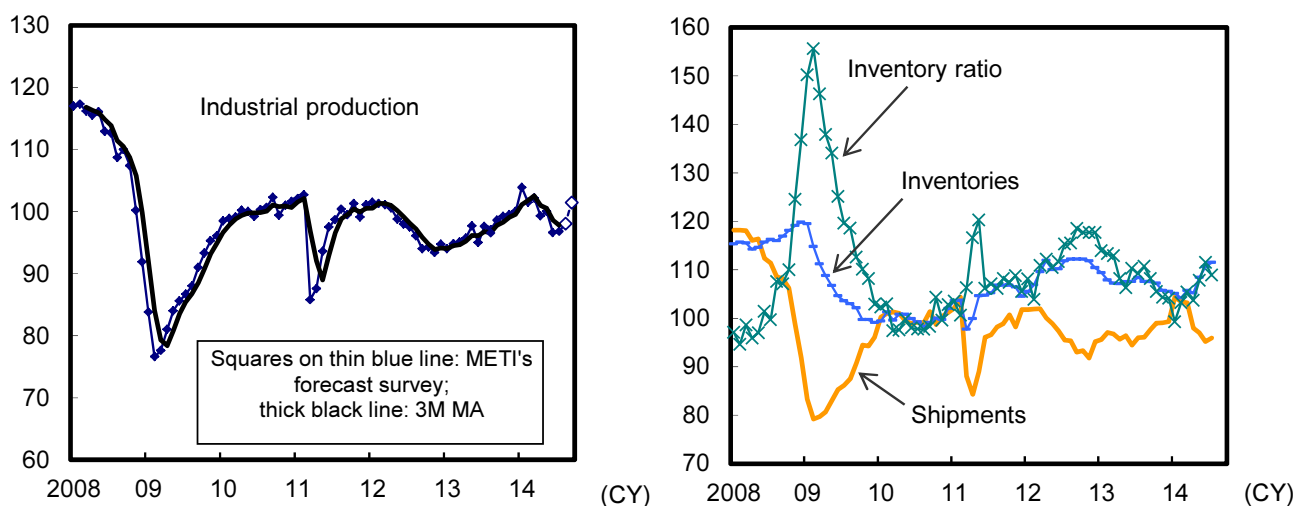 130
120
110
100
90
80
70
60
Industrial production
Squares on thin blue line: METI's
forecast survey;
thick black line: 3M MA
2008 09 10 11 12 13 14 (CY)
160
150
140
130
120
110
100
90
80
70
Inventory ratio
Inventories
Shipments
2008 09 10 11 12 13 14 (CY)